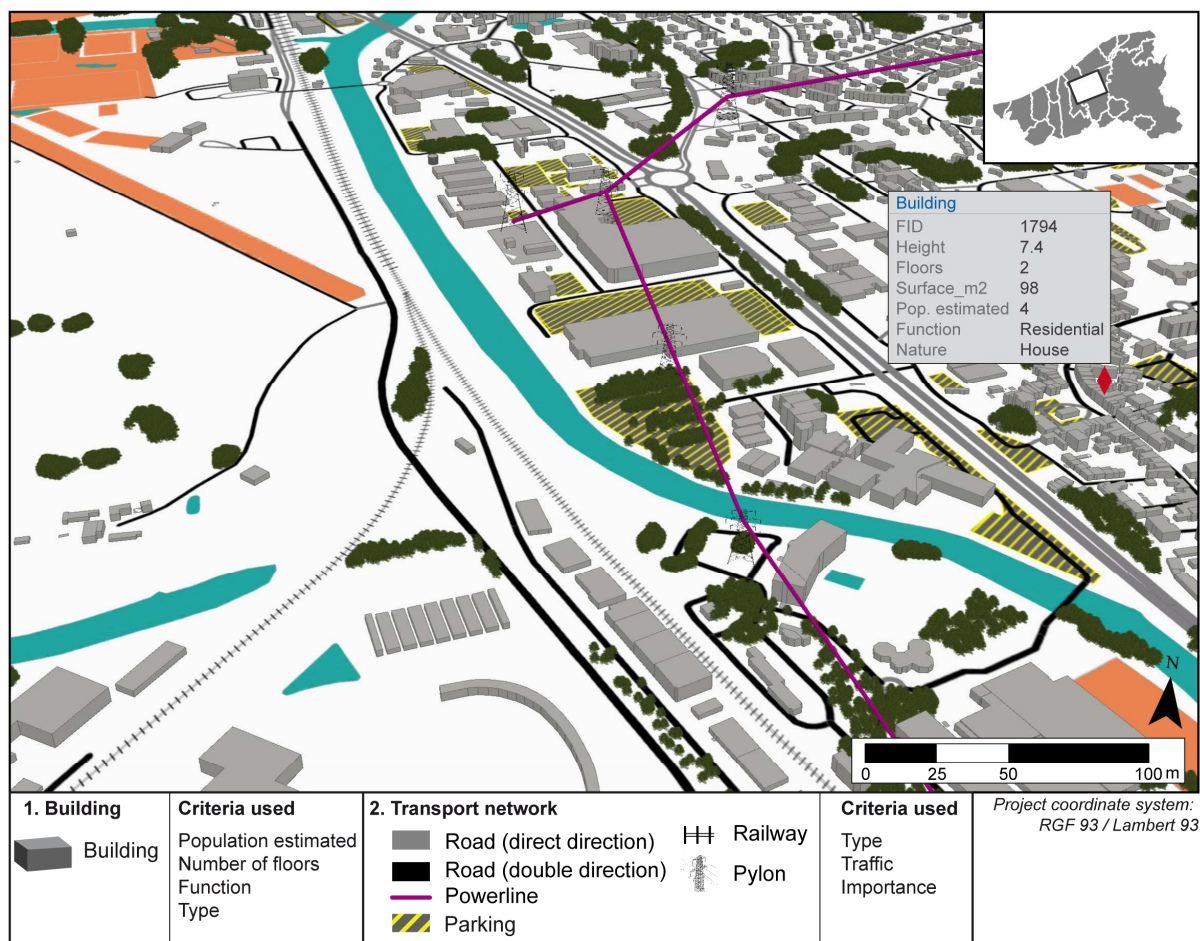 Building
FID 1794
Height 7.4
Floors 2
Surface_m2 98
Pop. estimated 4
Function Residential
Nature House
N
0 25 50 100 m
1. Building
Building
Criteria used
Population estimated
Number of floors
Function
Type
2. Transport network
Road (direct direction)
Road (double direction)
Powerline
Parking
Railway
Pylon
Criteria used
Type
Traffic
Importance
Project coordinate system:
RGF 93 / Lambert 93